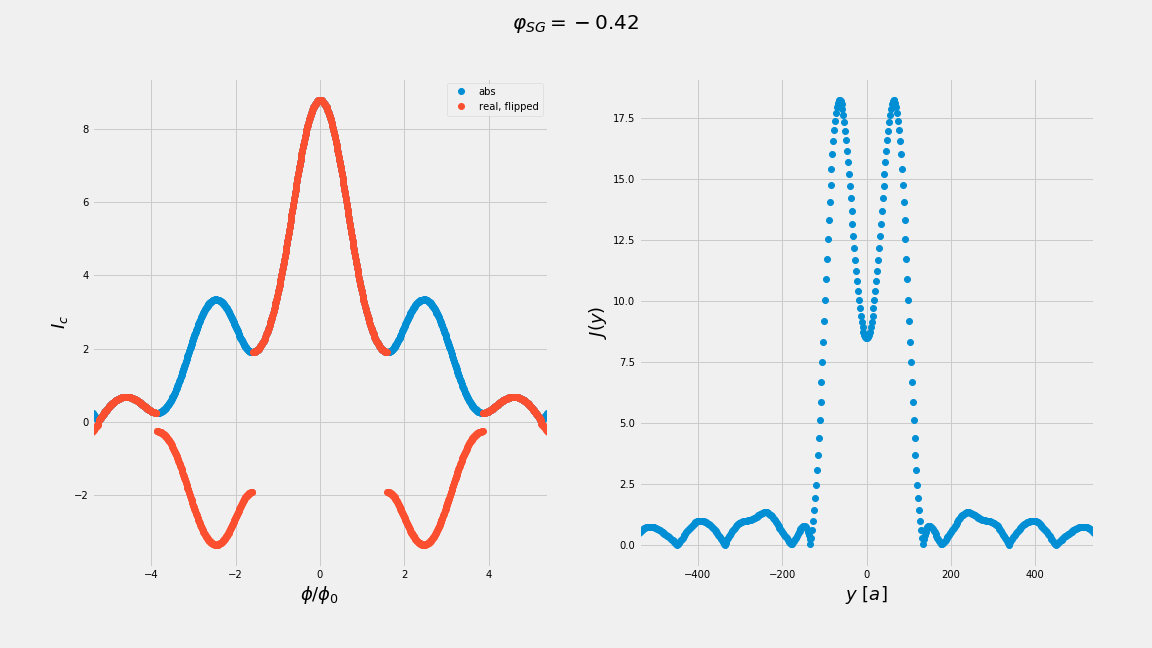 φ_SG = −0.42
abs
real, flipped
I_c
8
6
4
2
0
−2
−4 −2 0 2 4
ϕ/ϕ_0
J(y)
17.5
15.0
12.5
10.0
7.5
5.0
2.5
0.0
−400 −200 0 200 400
y [a]